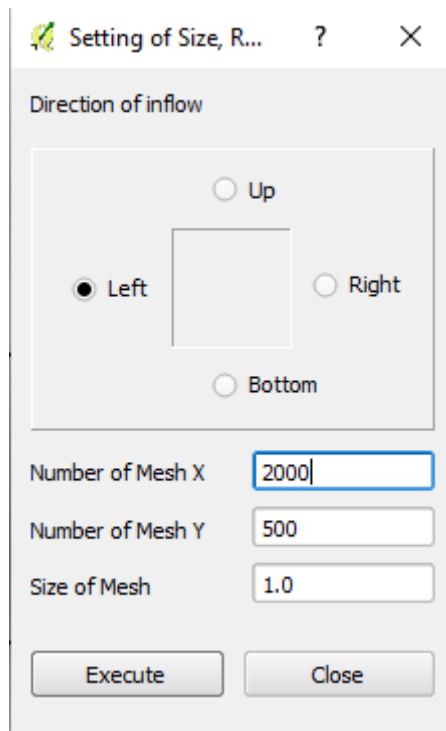 Setting of Size, R... ?
Direction of inflow
Up
Left
Right
Bottom
Number of Mesh X 2000
Number of Mesh Y 500
Size of Mesh 1.0
Execute Close